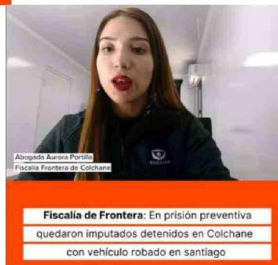 Abogada Aurora Portilla
Fiscalía Frontera de Colchane
Fiscalía de Frontera: En prisión preventiva
quedaron imputados detenidos en Colchane
con vehículo robado en santiago